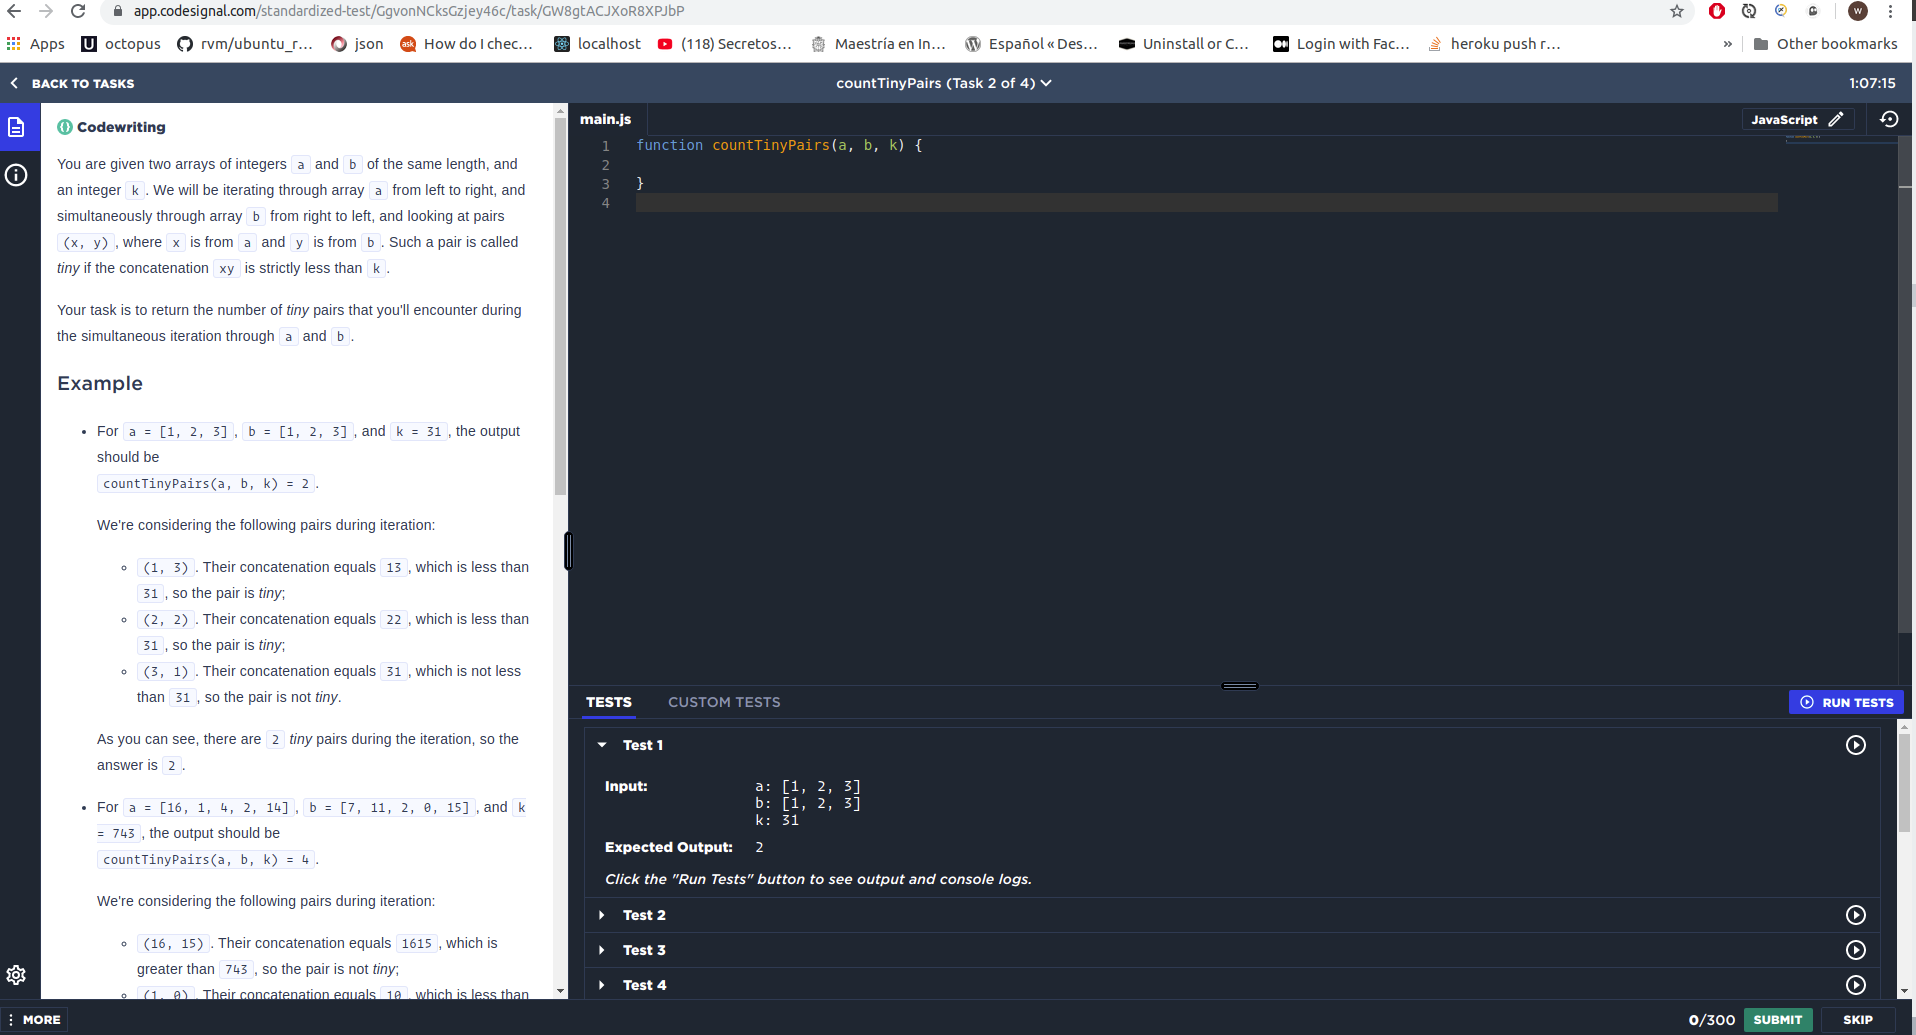 app.codesignal.com/standardized-test/GgvonNCksGzjey46c/task/GW8gtACJXoR8XPJbP
Apps octopus rvm/ubuntu_r... json How do I chec... localhost (118) Secretos... Maestría en In... Español « Des... Uninstall or C... Login with Fac... heroku push r... » Other bookmarks
BACK TO TASKS
countTinyPairs (Task 2 of 4)
1:07:15
Codewriting
You are given two arrays of integers a and b of the same length, and
an integer k. We will be iterating through array a from left to right, and
simultaneously through array b from right to left, and looking at pairs
(x, y), where x is from a and y is from b. Such a pair is called
tiny if the concatenation xy is strictly less than k.
Your task is to return the number of tiny pairs that you'll encounter during
the simultaneous iteration through a and b.
Example
• For a = [1, 2, 3], b = [1, 2, 3], and k = 31, the output
should be
countTinyPairs(a, b, k) = 2.
We're considering the following pairs during iteration:
◦ (1, 3). Their concatenation equals 13, which is less than
31, so the pair is tiny;
◦ (2, 2). Their concatenation equals 22, which is less than
31, so the pair is tiny;
◦ (3, 1). Their concatenation equals 31, which is not less
than 31, so the pair is not tiny.
As you can see, there are 2 tiny pairs during the iteration, so the
answer is 2.
• For a = [16, 1, 4, 2, 14], b = [7, 11, 2, 0, 15], and k
= 743, the output should be
countTinyPairs(a, b, k) = 4.
We're considering the following pairs during iteration:
◦ (16, 15). Their concatenation equals 1615, which is
greater than 743, so the pair is not tiny;
◦ (1, 0). Their concatenation equals 10, which is less than
main.js
JavaScript
1 function countTinyPairs(a, b, k) {
2
3 }
4
TESTS
CUSTOM TESTS
RUN TESTS
Test 1
Input:
a: [1, 2, 3]
b: [1, 2, 3]
k: 31
Expected Output: 2
Click the "Run Tests" button to see output and console logs.
Test 2
Test 3
Test 4
MORE
0/300
SUBMIT
SKIP